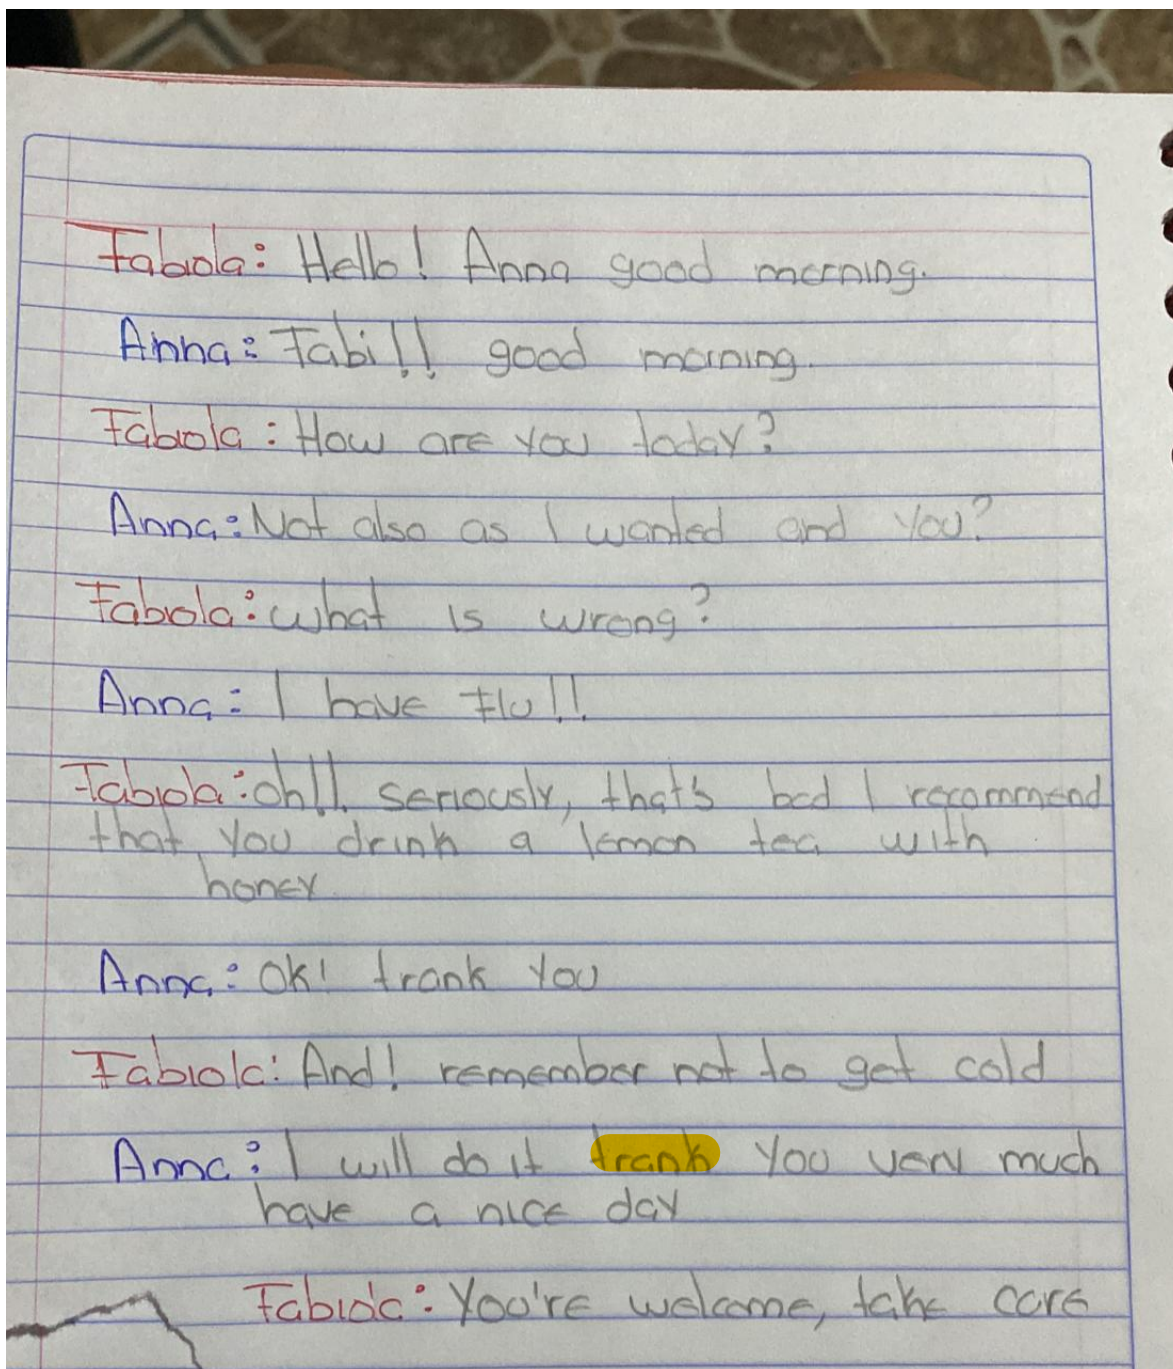 Fabiola: Hello! Anna good morning.
Anna: Fabi!! good morning.
Fabiola: How are you today?
Anna: Not also as I wanted and you?
Fabiola: what is wrong?
Anna: I have flu!!
Fabiola: oh!! seriously, that's bad I recommend
that you drink a lemon tea with
honey
Anna: OK! trank you
Fabiola: And! remember not to get cold
Anna: I will do it trank you very much
have a nice day
Fabiola: You're welcome, take care